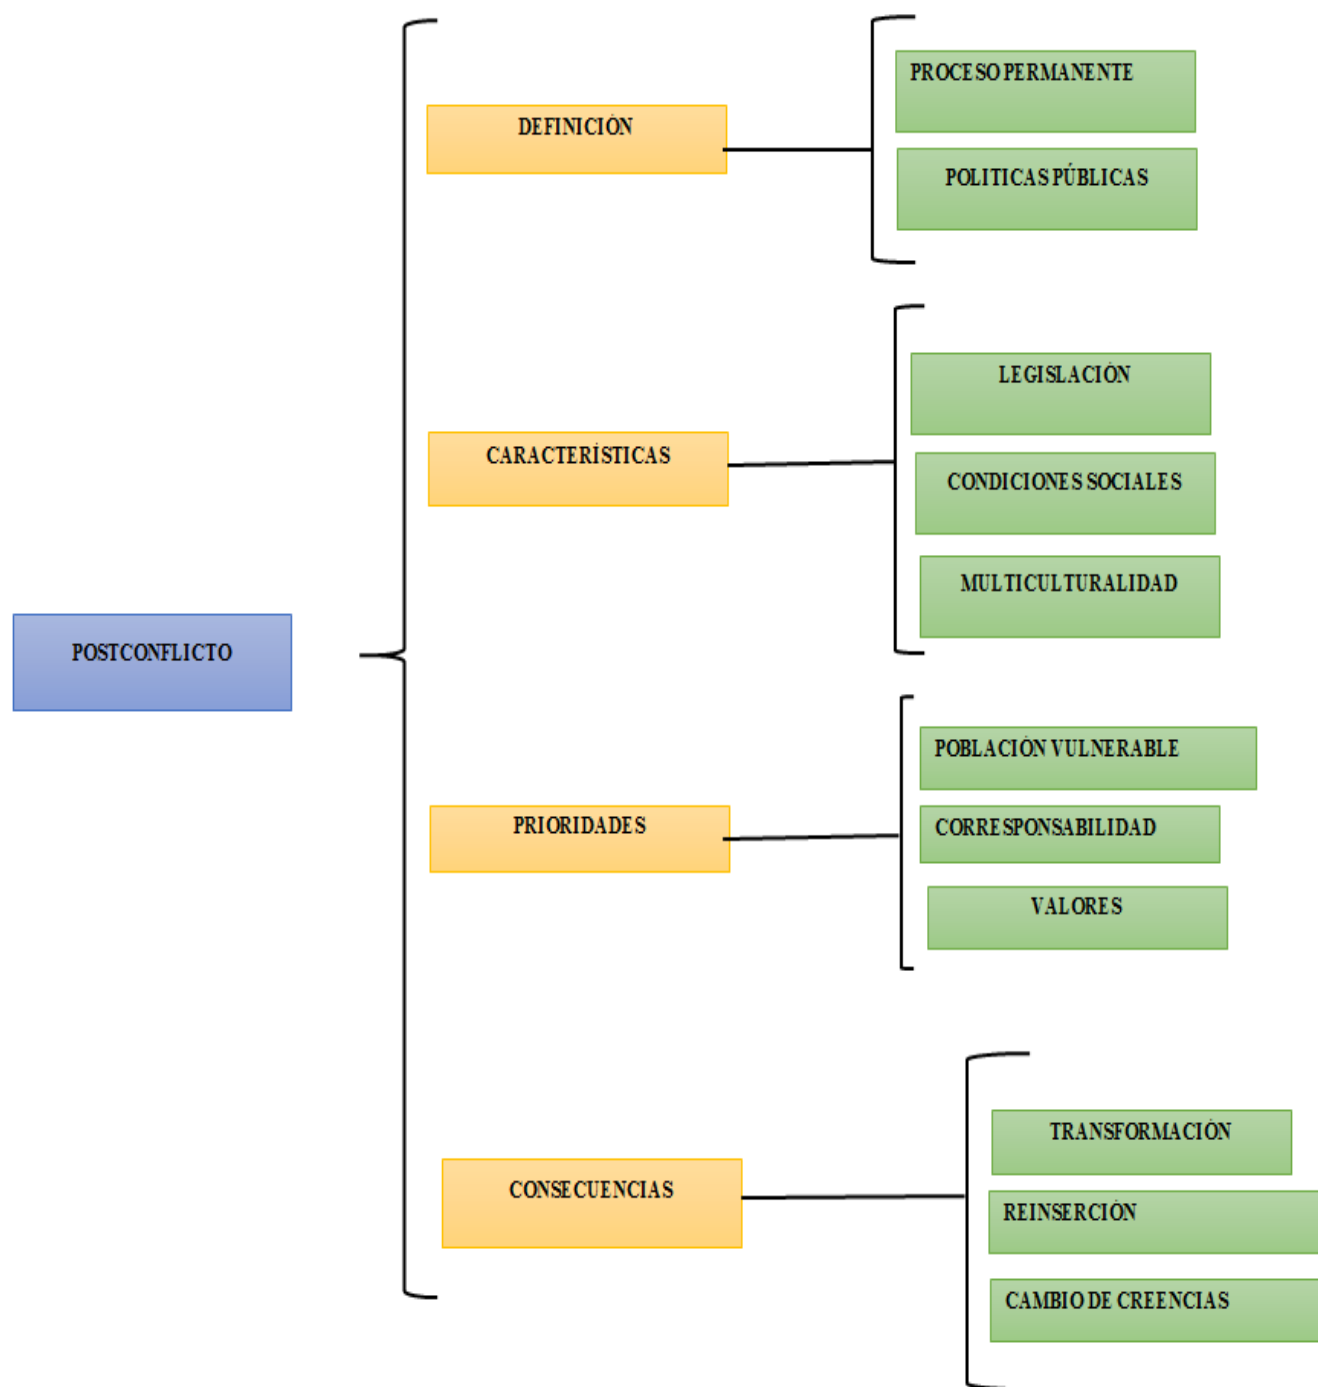 POSTCONFLICTO
DEFINICIÓN
PROCESO PERMANENTE
POLITICAS PÚBLICAS
CARACTERÍSTICAS
LEGISLACIÓN
CONDICIONES SOCIALES
MULTICULTURALIDAD
PRIORIDADES
POBLACIÓN VULNERABLE
CORRESPONSABILIDAD
VALORES
CONSECUENCIAS
TRANSFORMACIÓN
REINSERCIÓN
CAMBIO DE CREENCIAS